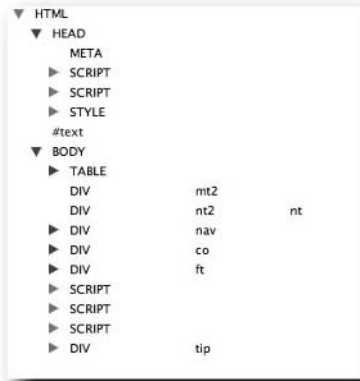 HTML
HEAD
META
SCRIPT
SCRIPT
STYLE
#text
BODY
TABLE
DIV mt2
DIV nt2 nt
DIV nav
DIV co
DIV ft
SCRIPT
SCRIPT
SCRIPT
DIV tip